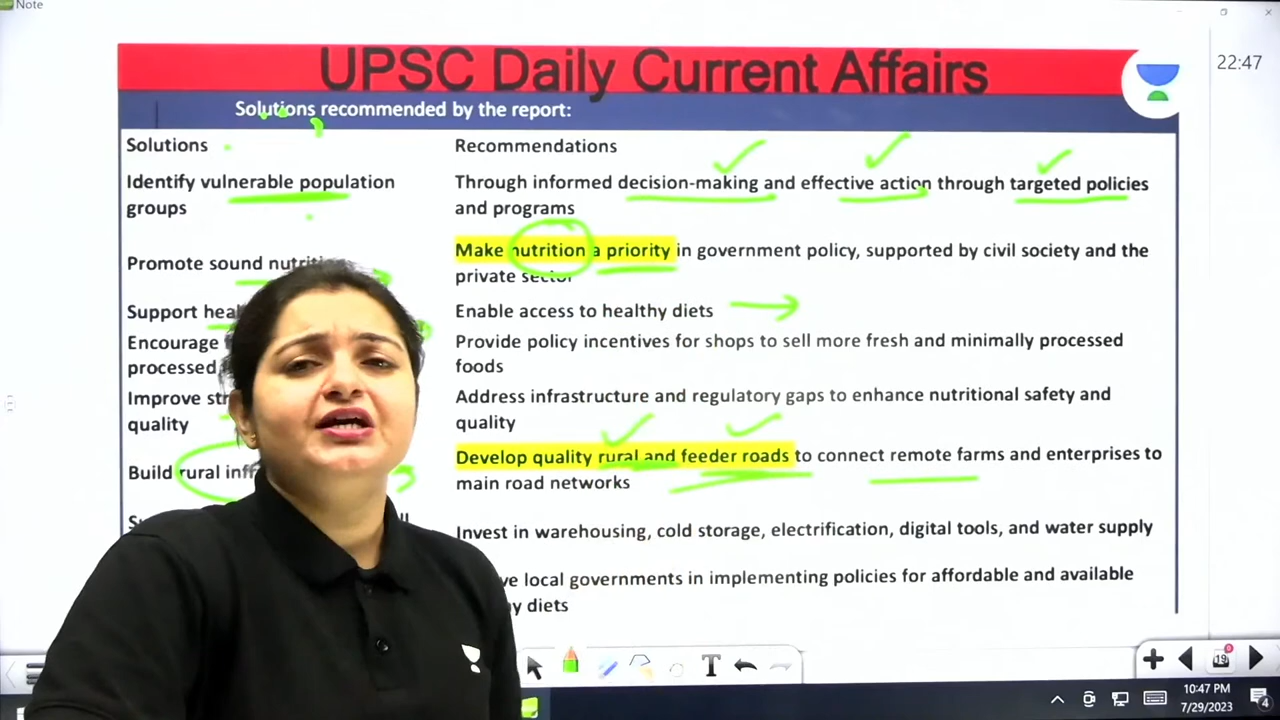 Note
UPSC Daily Current Affairs
22:47
Solutions recommended by the report:
Solutions
Recommendations
Identify vulnerable population
groups
Through informed decision-making and effective action through targeted policies
and programs
Promote sound
Make nutrition a priority in government policy, supported by civil society and the
private sector
Support
Enable access to healthy diets
Encourage
processed
Provide policy incentives for shops to sell more fresh and minimally processed
foods
Improve
quality
Address infrastructure and regulatory gaps to enhance nutritional safety and
quality
Build rural
Develop quality rural and feeder roads to connect remote farms and enterprises to
main road networks
Invest in warehousing, cold storage, electrification, digital tools, and water supply
local governments in implementing policies for affordable and available
diets
T
19
10:47 PM
7/29/2023
4